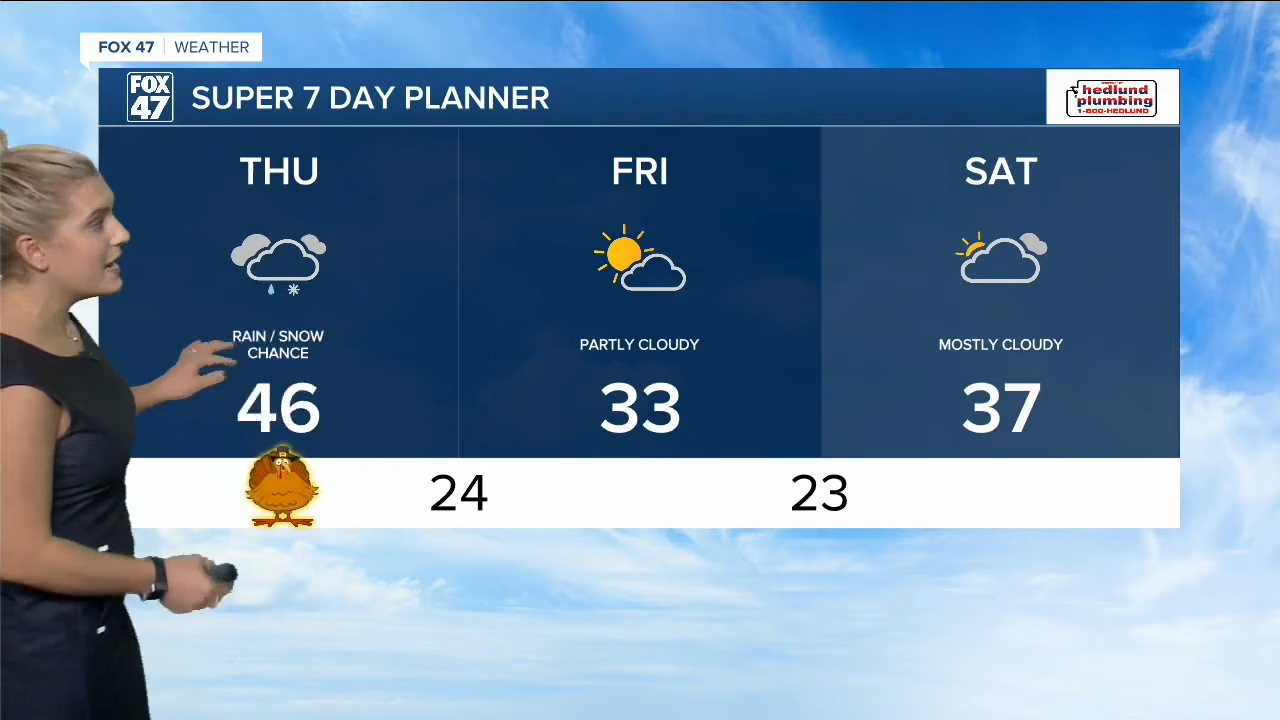 FOX 47 | WEATHER
FOX 47
SUPER 7 DAY PLANNER
hedlund
plumbing
1-800-HEDLUND
THU
FRI
SAT
RAIN / SNOW
CHANCE
PARTLY CLOUDY
MOSTLY CLOUDY
46
33
37
24
23